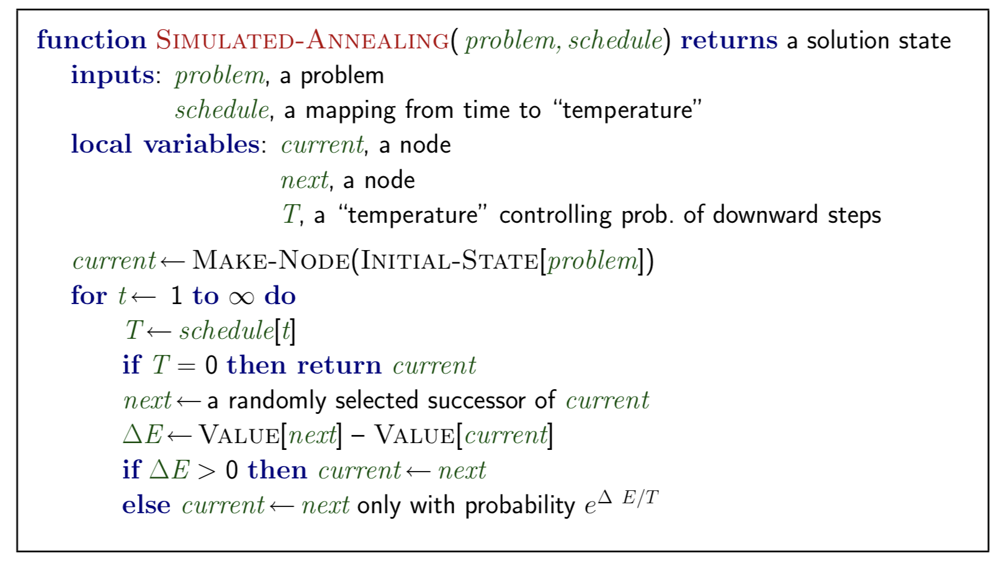 function SIMULATED-ANNEALING( problem, schedule) returns a solution state
inputs: problem, a problem
schedule, a mapping from time to “temperature”
local variables: current, a node
next, a node
T, a “temperature” controlling prob. of downward steps
current ← MAKE-NODE(INITIAL-STATE[problem])
for t ← 1 to ∞ do
T ← schedule[t]
if T = 0 then return current
next ← a randomly selected successor of current
ΔE ← VALUE[next] – VALUE[current]
if ΔE > 0 then current ← next
else current ← next only with probability e^{Δ E/T}